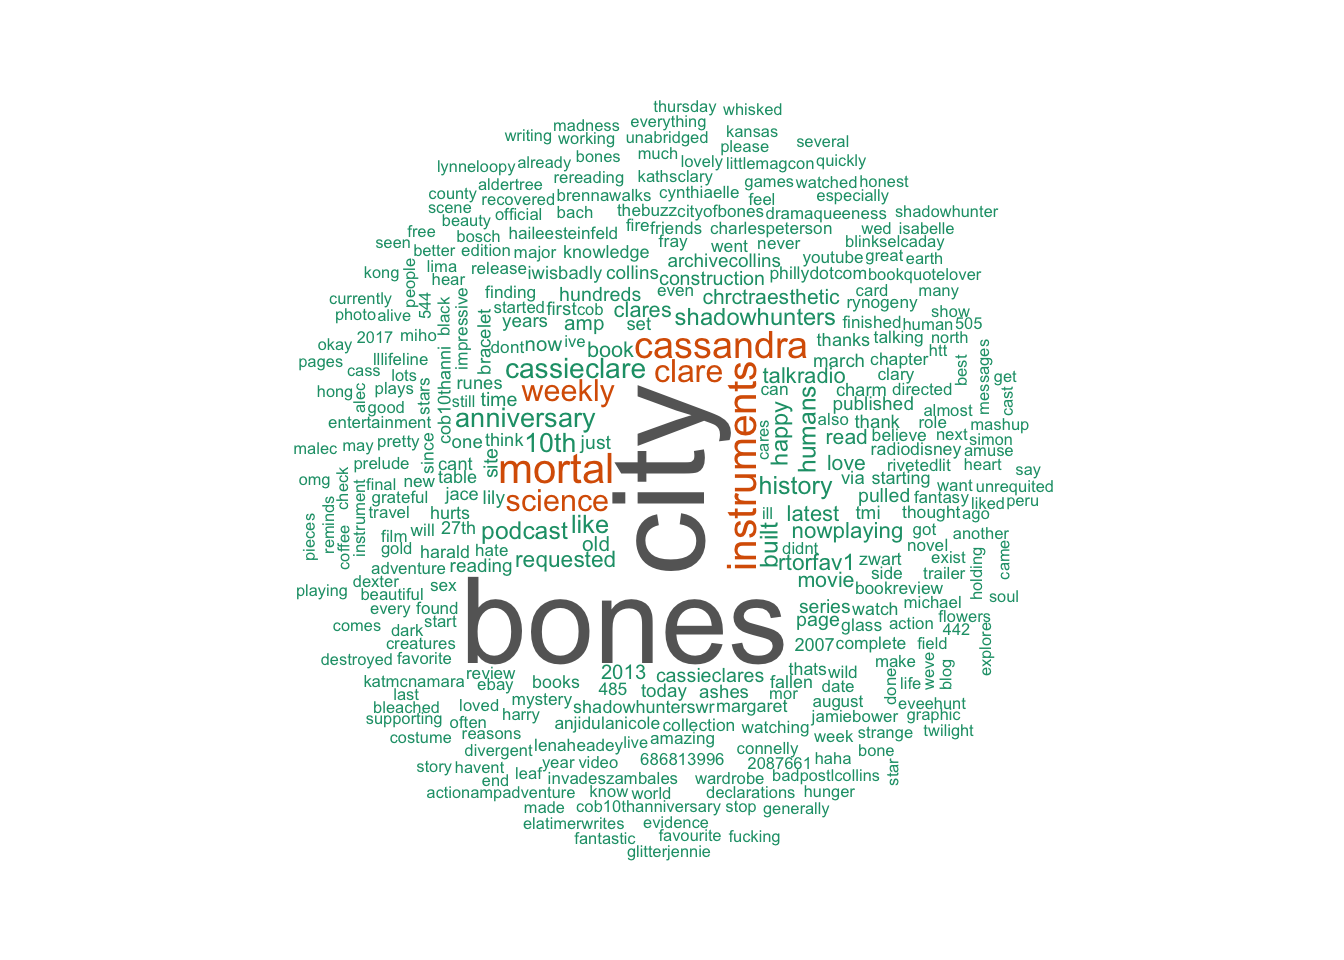 thursday whisked
madness everything
writing working unabridged kansas
please several
lynneloopy already bones much lovely littlemagcon quickly
aldertree rereading kathsclary games watched honest
county recovered brennawalks cynthiaelle feel especially
scene official bach thebuzzcityofbones dramaqueeness shadowhunter
beauty
free bosch haileesteinfeld fire friends charlespeterson wed isabelle
seen better edition major knowledge fray went never blinkselcaday
kong lima release iwisbadly collins archivecollins youtube great earth
people hear construction phillydotcom bookquotelover
currently 544 finding hundreds even chrctraesthetic card many
photo alive black impressive started first cob clares rynogeny show
2017 miho years amp set shadowhunters finished human 505
okay bracelet dont now ive book cassandra thanks talking north
pages cass lllifeline march chapter htt best messages
hong lots runes cassieclare clare talkradio clary get
alec plays stars still time weekly can charm directed cast
good cob10thanni happy humans published almost
entertainment anniversary city instruments cares also thank role mashup
malec may pretty since one think 10th just read believe next simon
cant site radiodisney amuse
omg prelude table mortal love rivetedlit heart say
check final new history via starting want unrequited
grateful jace lily science pulled fantasy liked peru
pieces reminds coffee instrument travel hurts ill latest tmi thought ago
film will 27th podcast like built nowplaying got another
gold harald hate old didnt novel
adventure reading requested rtorfav1 zwart exist came
dexter sex movie side trailer holding
playing beautiful bookreview soul
every found bones series watch michael
comes dark start page glass action flowers
creatures 2007 complete 442 field explores
destroyed favorite review 2013 cassieclares thats wild make weve blog
katmcnamara ebay books 485 today ashes fallen done life
last mystery mor date eveehunt
bleached loved shadowhunterswr margaret august
supporting often harry anjidulanicole collection watching jamiebower graphic
costume reasons amazing week strange twilight
divergent lenaheadey live connelly bone
story havent year video 686813996 2087661 haha star
end leaf invadeszambales wardrobe badpostlcollins
actionampadventure know world declarations hunger
made cob10thanniversary stop generally
elatimerwrites evidence
fantastic favourite fucking
glitterjennie